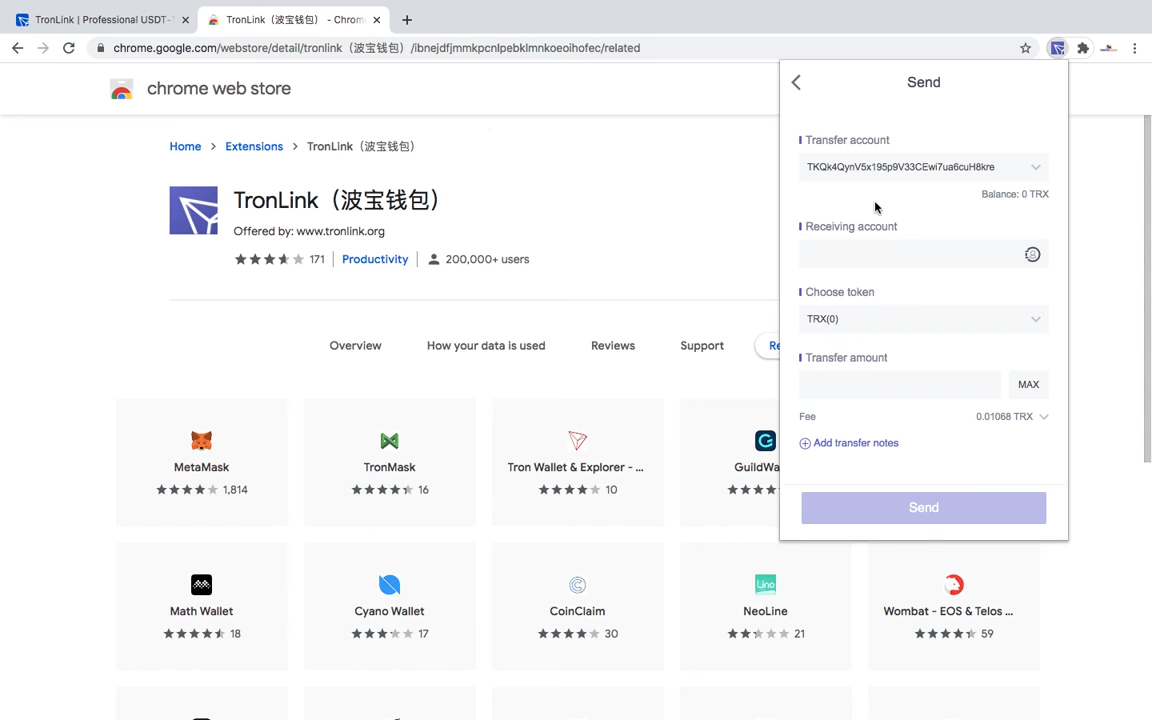 TronLink | Professional USDT-
TronLink（波宝钱包） - Chrom
chrome.google.com/webstore/detail/tronlink（波宝钱包）/ibnejdfjmmkpcnlpebklmnkoeoihofec/related
chrome web store
Home > Extensions > TronLink（波宝钱包）
TronLink（波宝钱包）
Offered by: www.tronlink.org
171
Productivity
200,000+ users
Overview
How your data is used
Reviews
Support
Re
MetaMask
1,814
TronMask
16
Tron Wallet & Explorer - ...
10
GuildWa
Math Wallet
18
Cyano Wallet
17
CoinClaim
30
Line
NeoLine
21
Wombat - EOS & Telos ...
59
Send
Transfer account
TKQk4QynV5x195p9V33CEwi7ua6cuH8kre
Balance: 0 TRX
Receiving account
Choose token
TRX(0)
Transfer amount
MAX
Fee
0.01068 TRX
Add transfer notes
Send